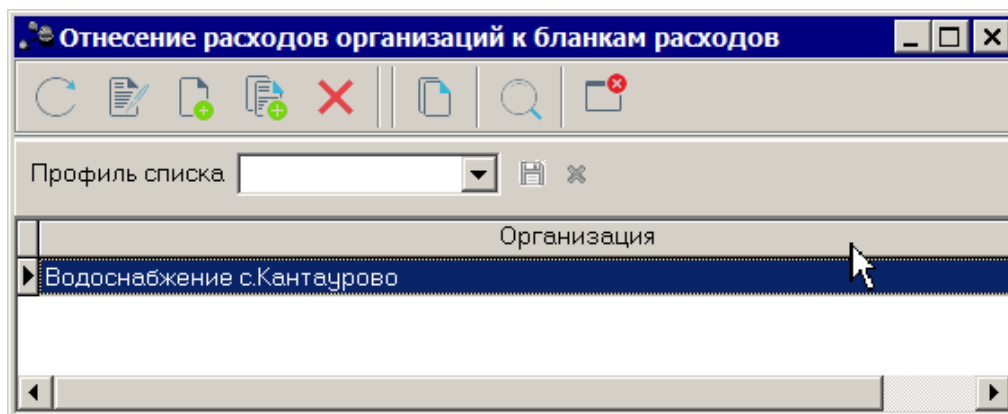 Отнесение расходов организаций к бланкам расходов
Профиль списка
Организация
Водоснабжение с.Кантаурово